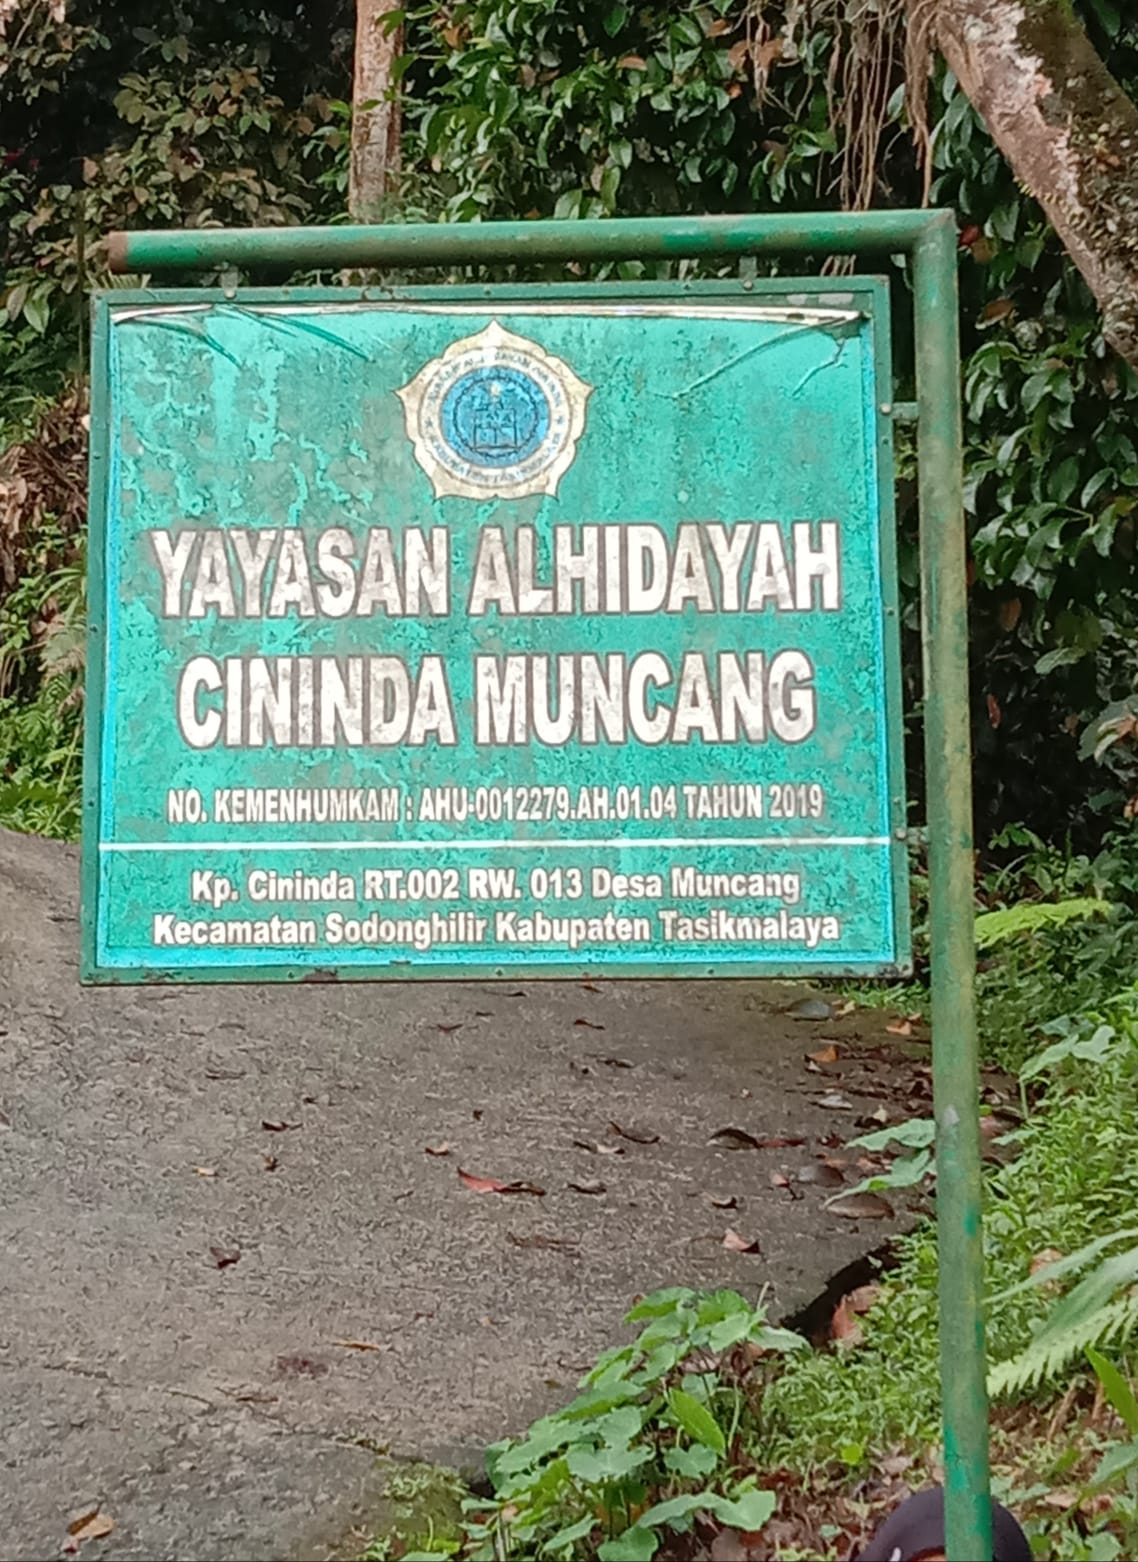 YAYASAN ALHIDAYAH
CININDA MUNCANG
NO. KEMENHUMKAM : AHU-0012279.AH.01.04 TAHUN 2019
Kp. Cininda RT.002 RW. 013 Desa Muncang
Kecamatan Sodonghilir Kabupaten Tasikmalaya